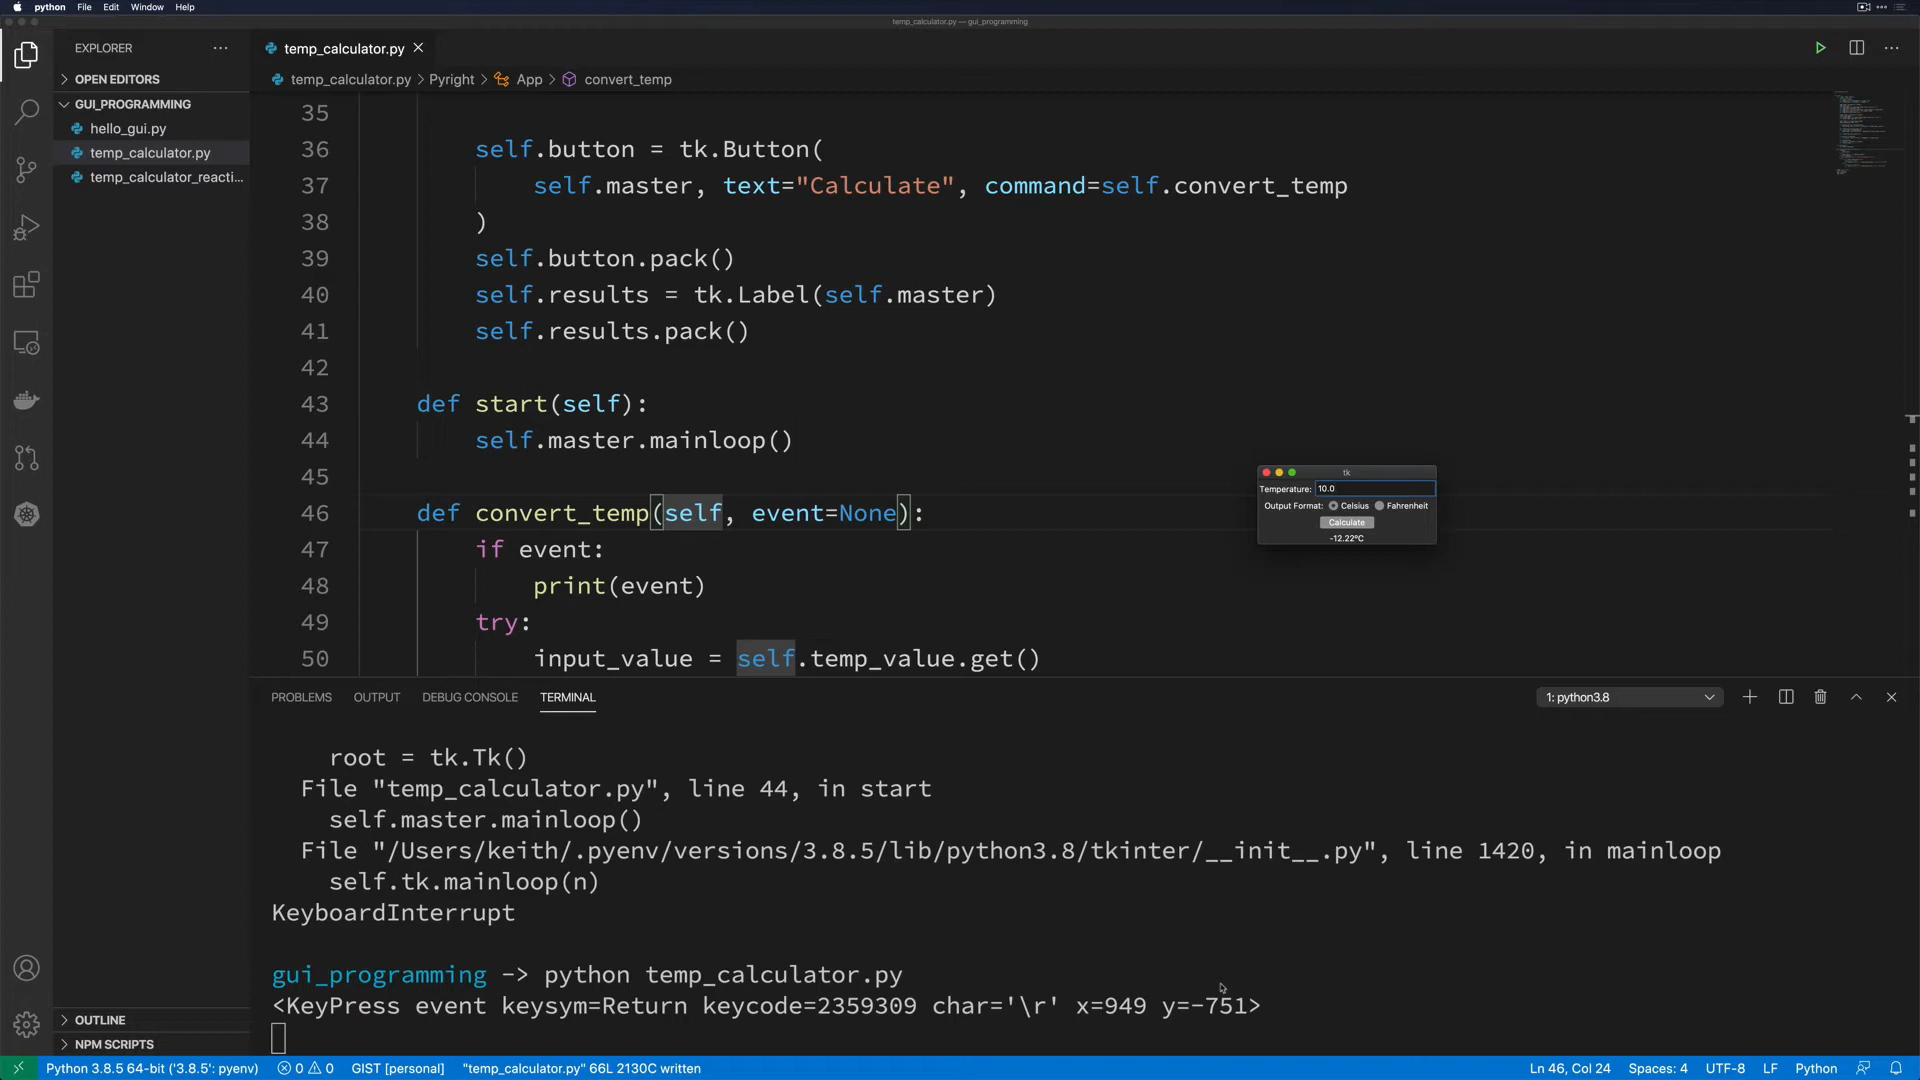 python File Edit Window Help
temp_calculator.py — gui_programming
EXPLORER
OPEN EDITORS
GUI_PROGRAMMING
hello_gui.py
temp_calculator.py
temp_calculator_reacti...
OUTLINE
NPM SCRIPTS
temp_calculator.py
temp_calculator.py > Pyright > App > convert_temp
35
36 self.button = tk.Button(
37 self.master, text="Calculate", command=self.convert_temp
38 )
39 self.button.pack()
40 self.results = tk.Label(self.master)
41 self.results.pack()
42
43 def start(self):
44 self.master.mainloop()
45
46 def convert_temp(self, event=None):
47 if event:
48 print(event)
49 try:
50 input_value = self.temp_value.get()
tk
Temperature: 10.0
Output Format: Celsius Fahrenheit
Calculate
-12.22ºC
PROBLEMS OUTPUT DEBUG CONSOLE TERMINAL 1: python3.8
root = tk.Tk()
File "temp_calculator.py", line 44, in start
self.master.mainloop()
File "/Users/keith/.pyenv/versions/3.8.5/lib/python3.8/tkinter/__init__.py", line 1420, in mainloop
self.tk.mainloop(n)
KeyboardInterrupt
gui_programming -> python temp_calculator.py
<KeyPress event keysym=Return keycode=2359309 char='\r' x=949 y=-751>
Python 3.8.5 64-bit ('3.8.5': pyenv) 0 0 GIST [personal] "temp_calculator.py" 66L 2130C written Ln 46, Col 24 Spaces: 4 UTF-8 LF Python